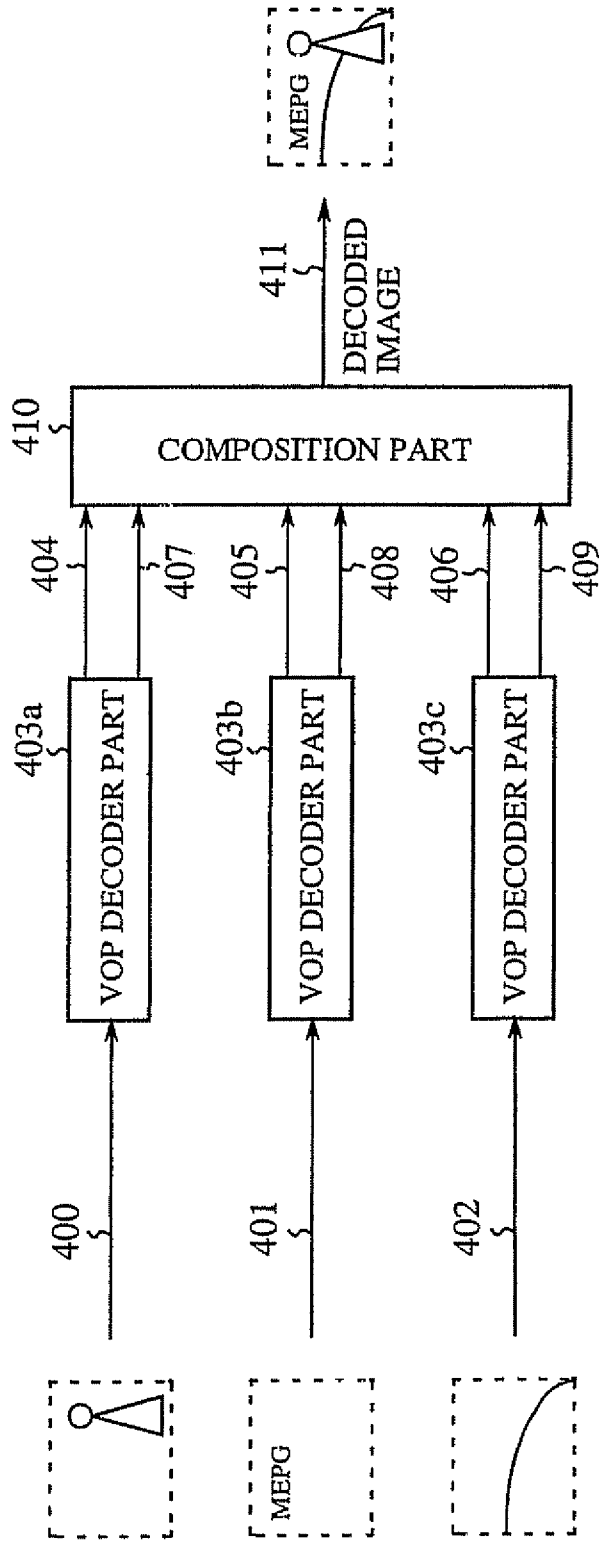 400
403a
VOP DECODER PART
404
407
MEPG
401
403b
VOP DECODER PART
405
408
402
403c
VOP DECODER PART
406
409
410
COMPOSITION PART
411
DECODED
IMAGE
MEPG